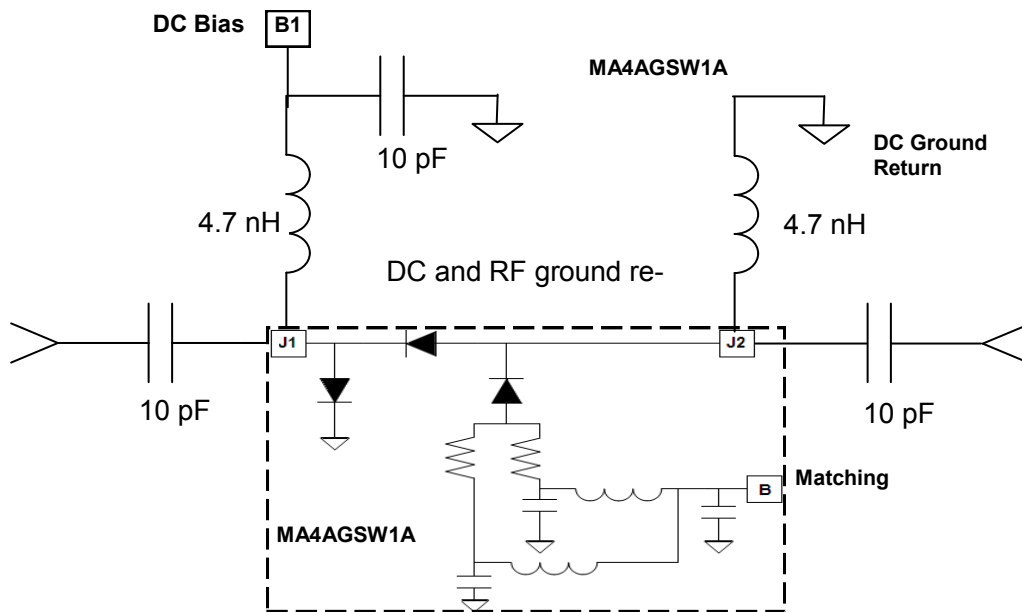 DC Bias
B1
MA4AGSW1A
10 pF
DC Ground
Return
4.7 nH
4.7 nH
DC and RF ground re-
J1
J2
10 pF
10 pF
Matching
B
MA4AGSW1A